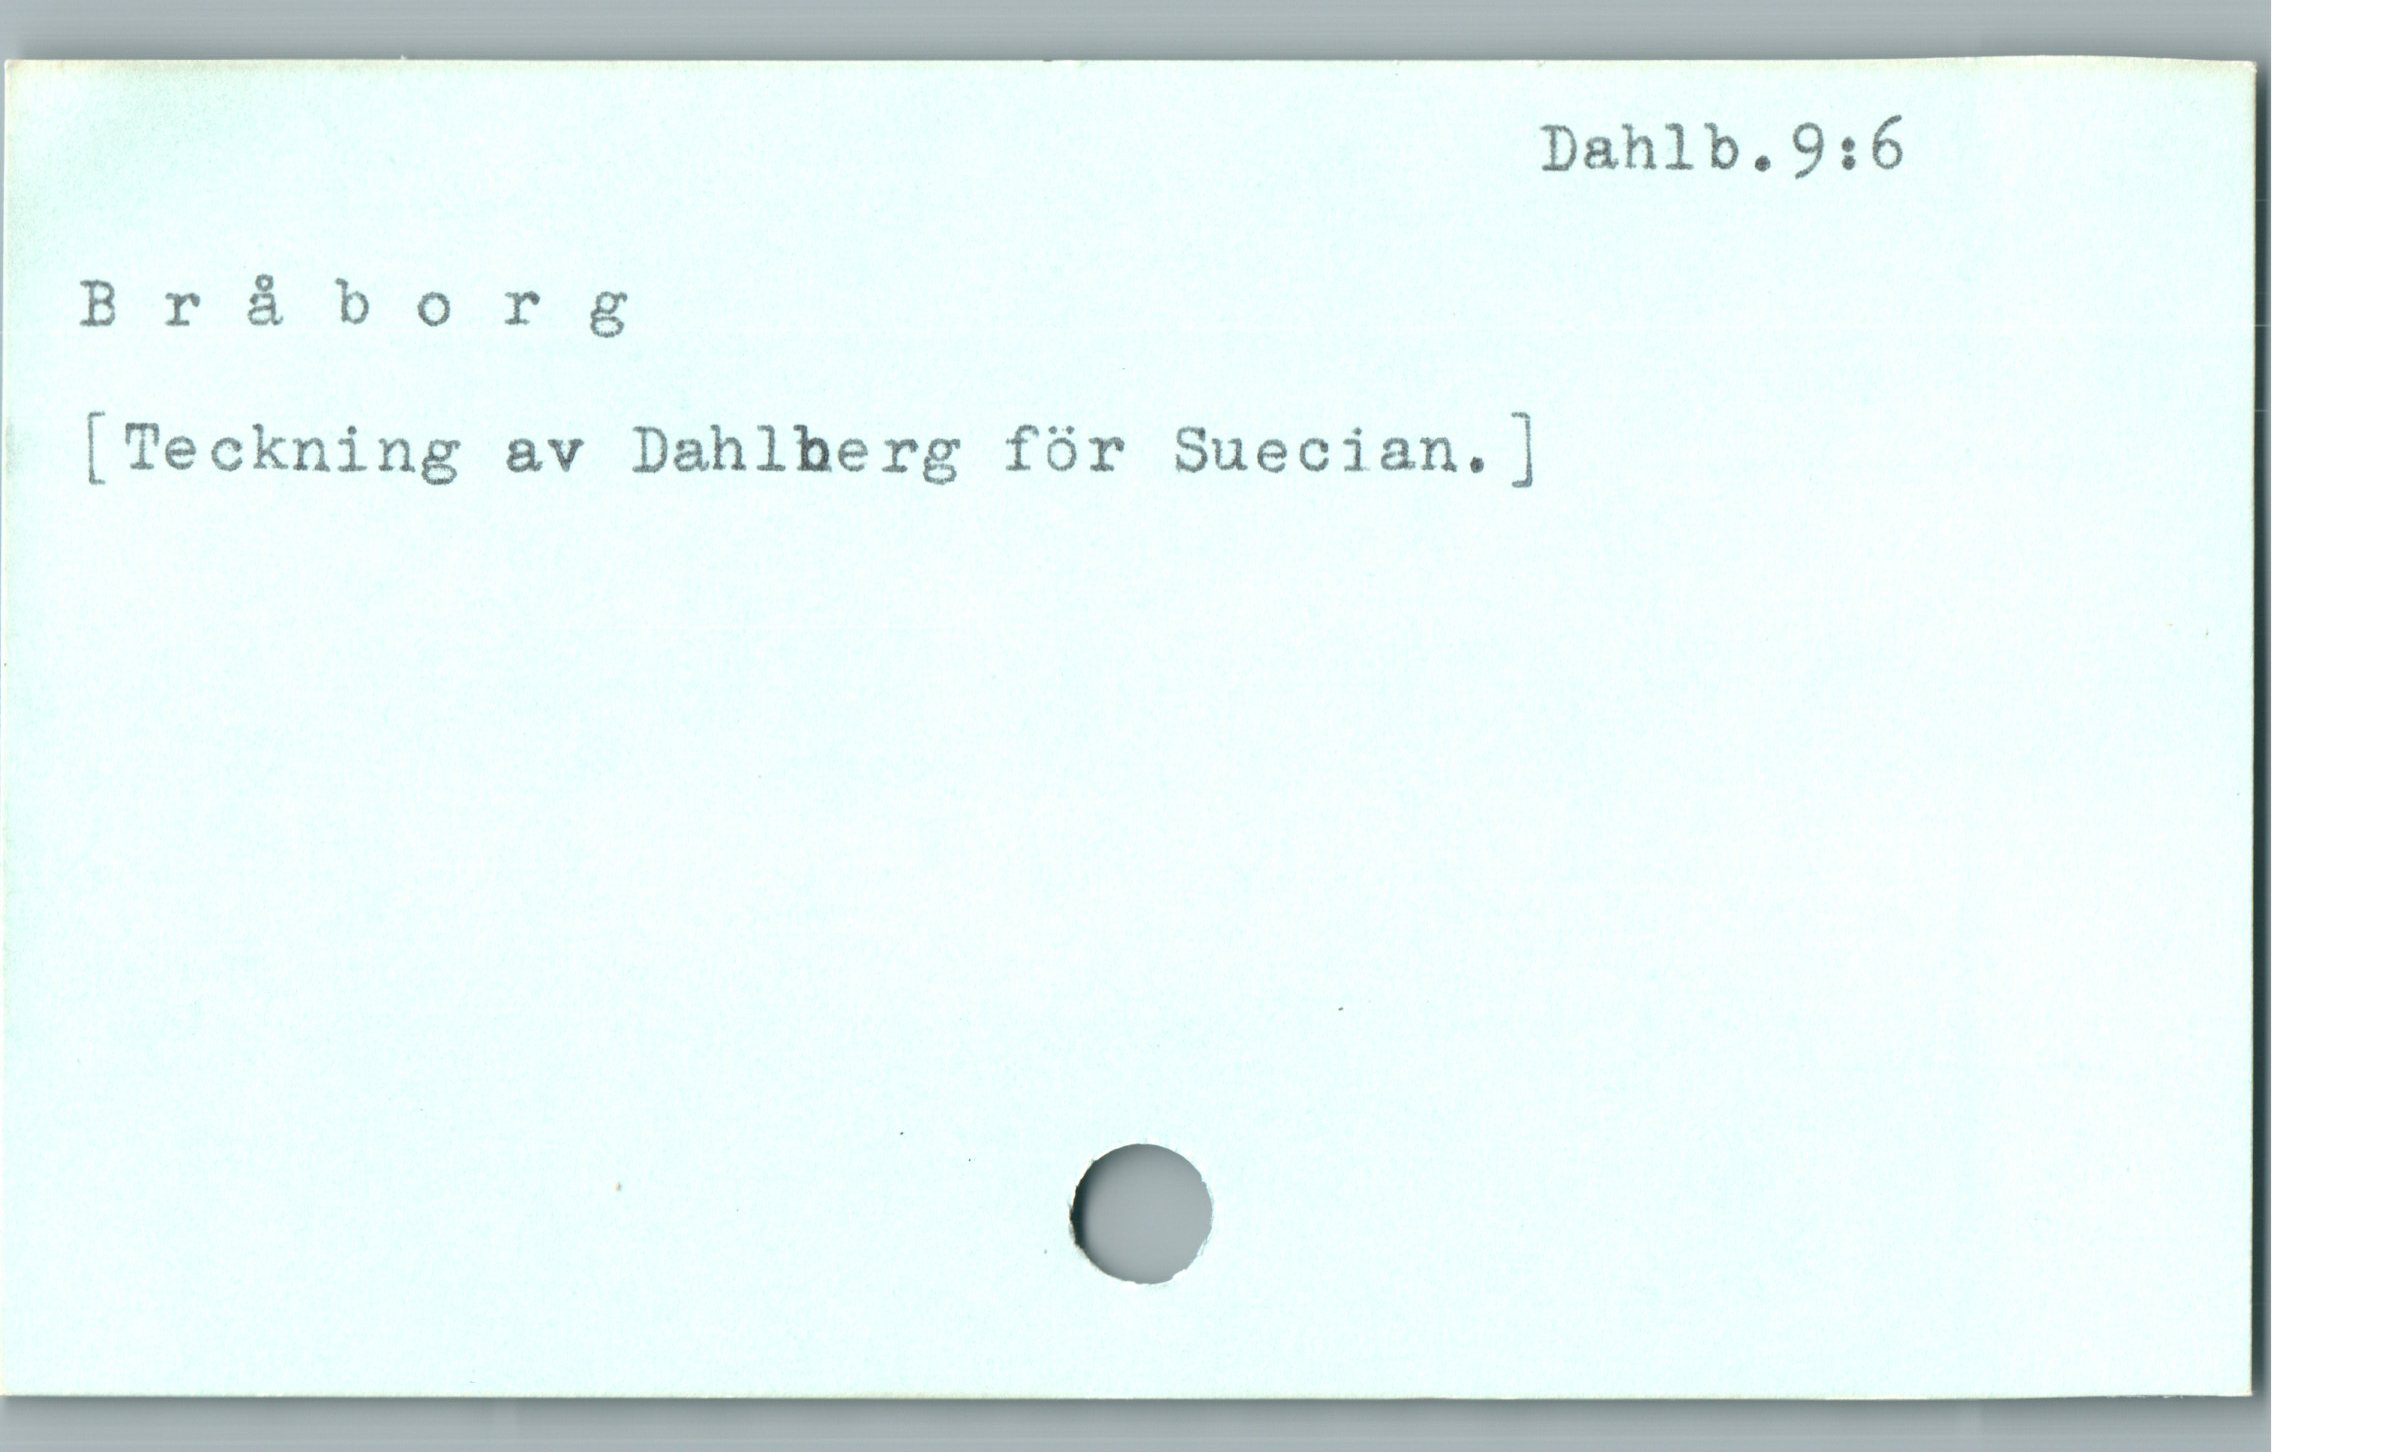 Dahlb.9:6
B r å b o r g
[Teckning av Dahlberg för Suecian.]